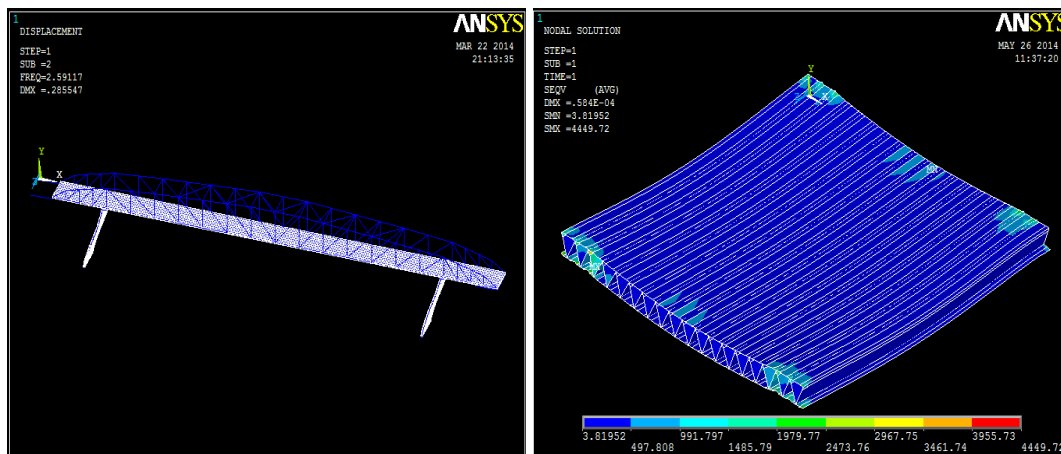 1
ANSYS
DISPLACEMENT
MAR 22 2014
21:13:35
STEP=1
SUB =2
FREQ=2.59117
DMX =.285547
Y
X
1
ANSYS
NODAL SOLUTION
MAY 26 2014
11:37:20
STEP=1
SUB =1
TIME=1
SEQV (AVG)
DMX =.584E-04
SMN =3.81952
SMX =4449.72
Y
X
MN
MX
3.81952 991.797 1979.77 2967.75 3955.73
497.808 1485.79 2473.76 3461.74 4449.72